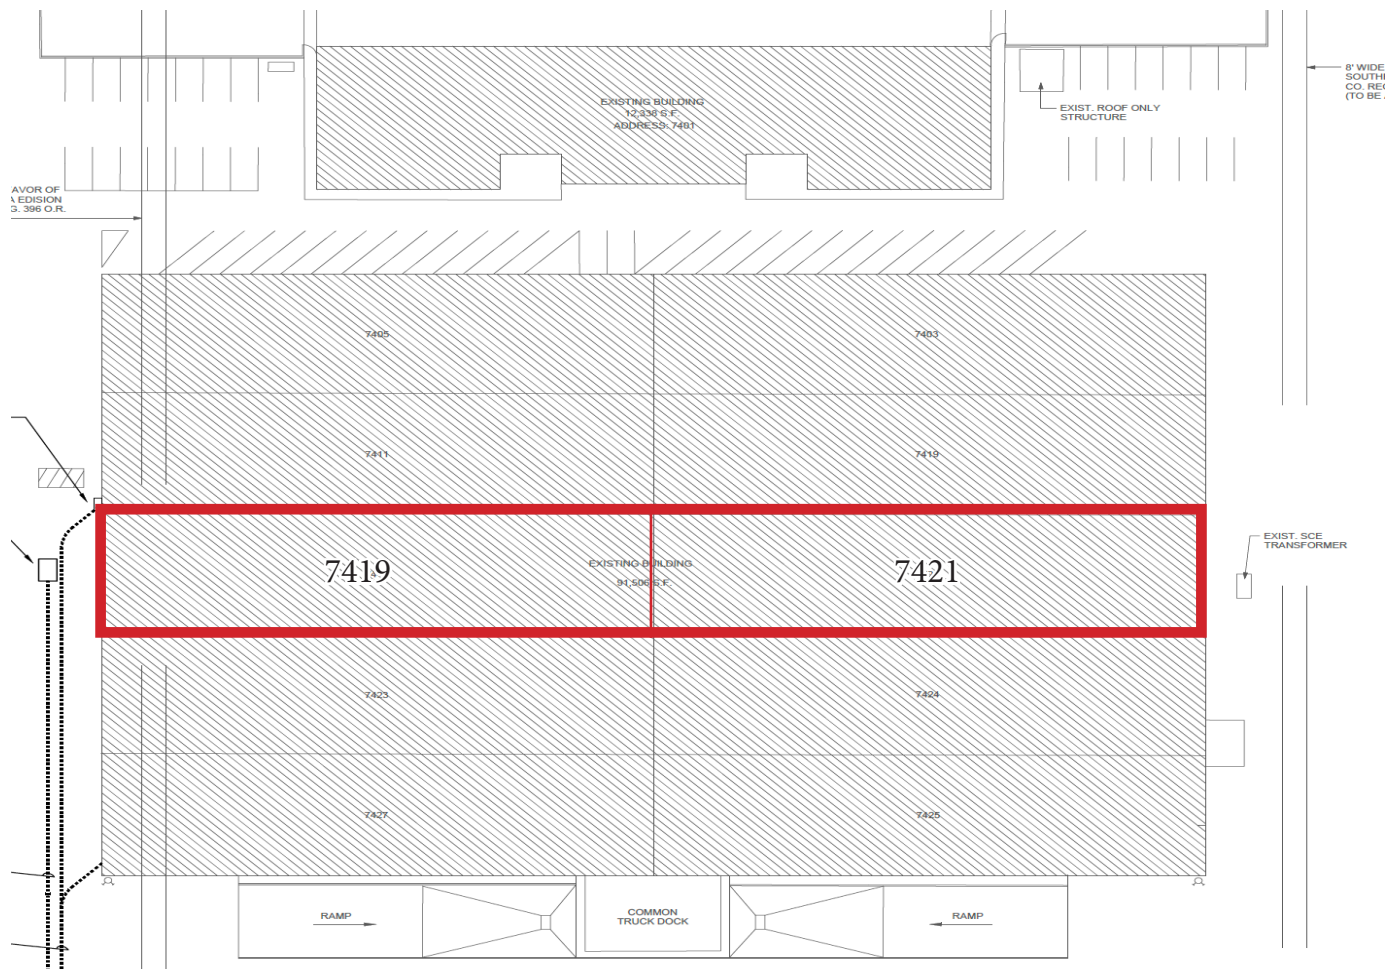 EXISTING BUILDING
12,338 S.F.
ADDRESS: 7401
EXIST. ROOF ONLY
STRUCTURE
8' WIDE
SOUTH
CO. REC
(TO BE
AVOR OF
A EDISION
G. 396 O.R.
7405
7403
7411
7419
7419
EXISTING BUILDING
91,506 S.F.
7421
EXIST. SCE
TRANSFORMER
7423
7424
7427
7425
RAMP
COMMON
TRUCK DOCK
RAMP